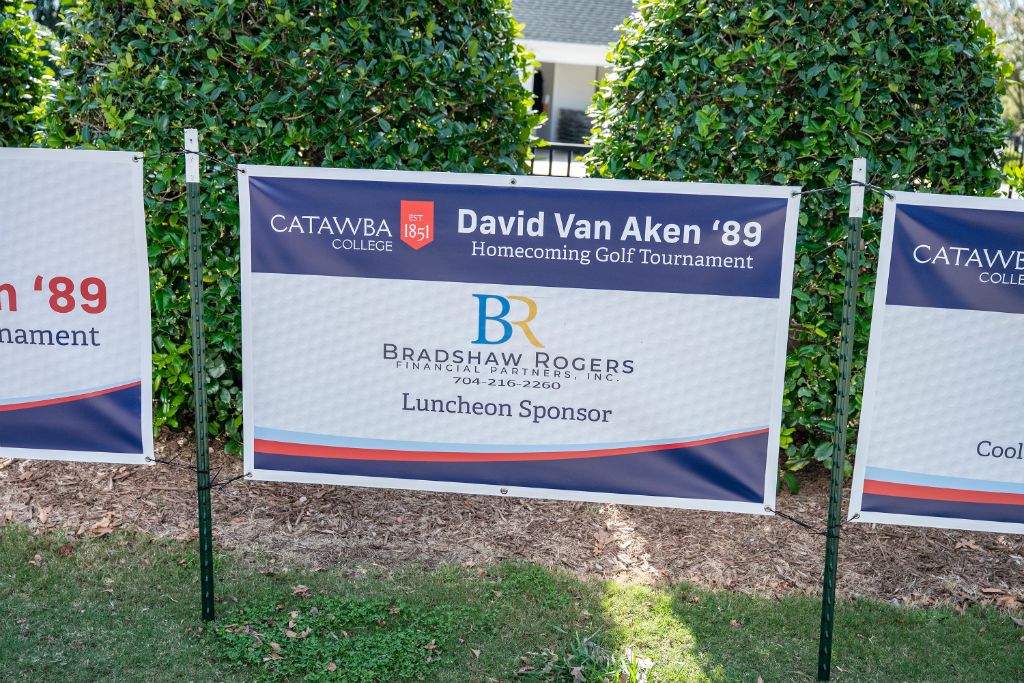 n ‘89
nament
CATAWBA
COLLEGE
EST.
1851
David Van Aken ‘89
Homecoming Golf Tournament
BR
BRADSHAW ROGERS
FINANCIAL PARTNERS, INC.
704-216-2260
Luncheon Sponsor
CATAWB
COLLE
Cool